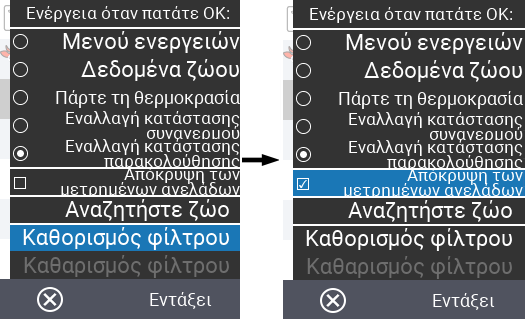 Ενέργεια όταν πατάτε OK:
Μενού ενεργειών
Δεδομένα ζώου
Πάρτε τη θερμοκρασία
Εναλλαγή κατάστασης
συναγερμού
Εναλλαγή κατάστασης
παρακολούθησης
Απόκρυψη των
μετρημένων αγελάδων
Αναζητήστε ζώο
Καθορισμός φίλτρου
Καθαρισμός φίλτρου
Εντάξει
Ενέργεια όταν πατάτε OK:
Μενού ενεργειών
Δεδομένα ζώου
Πάρτε τη θερμοκρασία
Εναλλαγή κατάστασης
συναγερμού
Εναλλαγή κατάστασης
παρακολούθησης
Απόκρυψη των
μετρημένων αγελάδων
Αναζητήστε ζώο
Καθορισμός φίλτρου
Καθαρισμός φίλτρου
Εντάξει